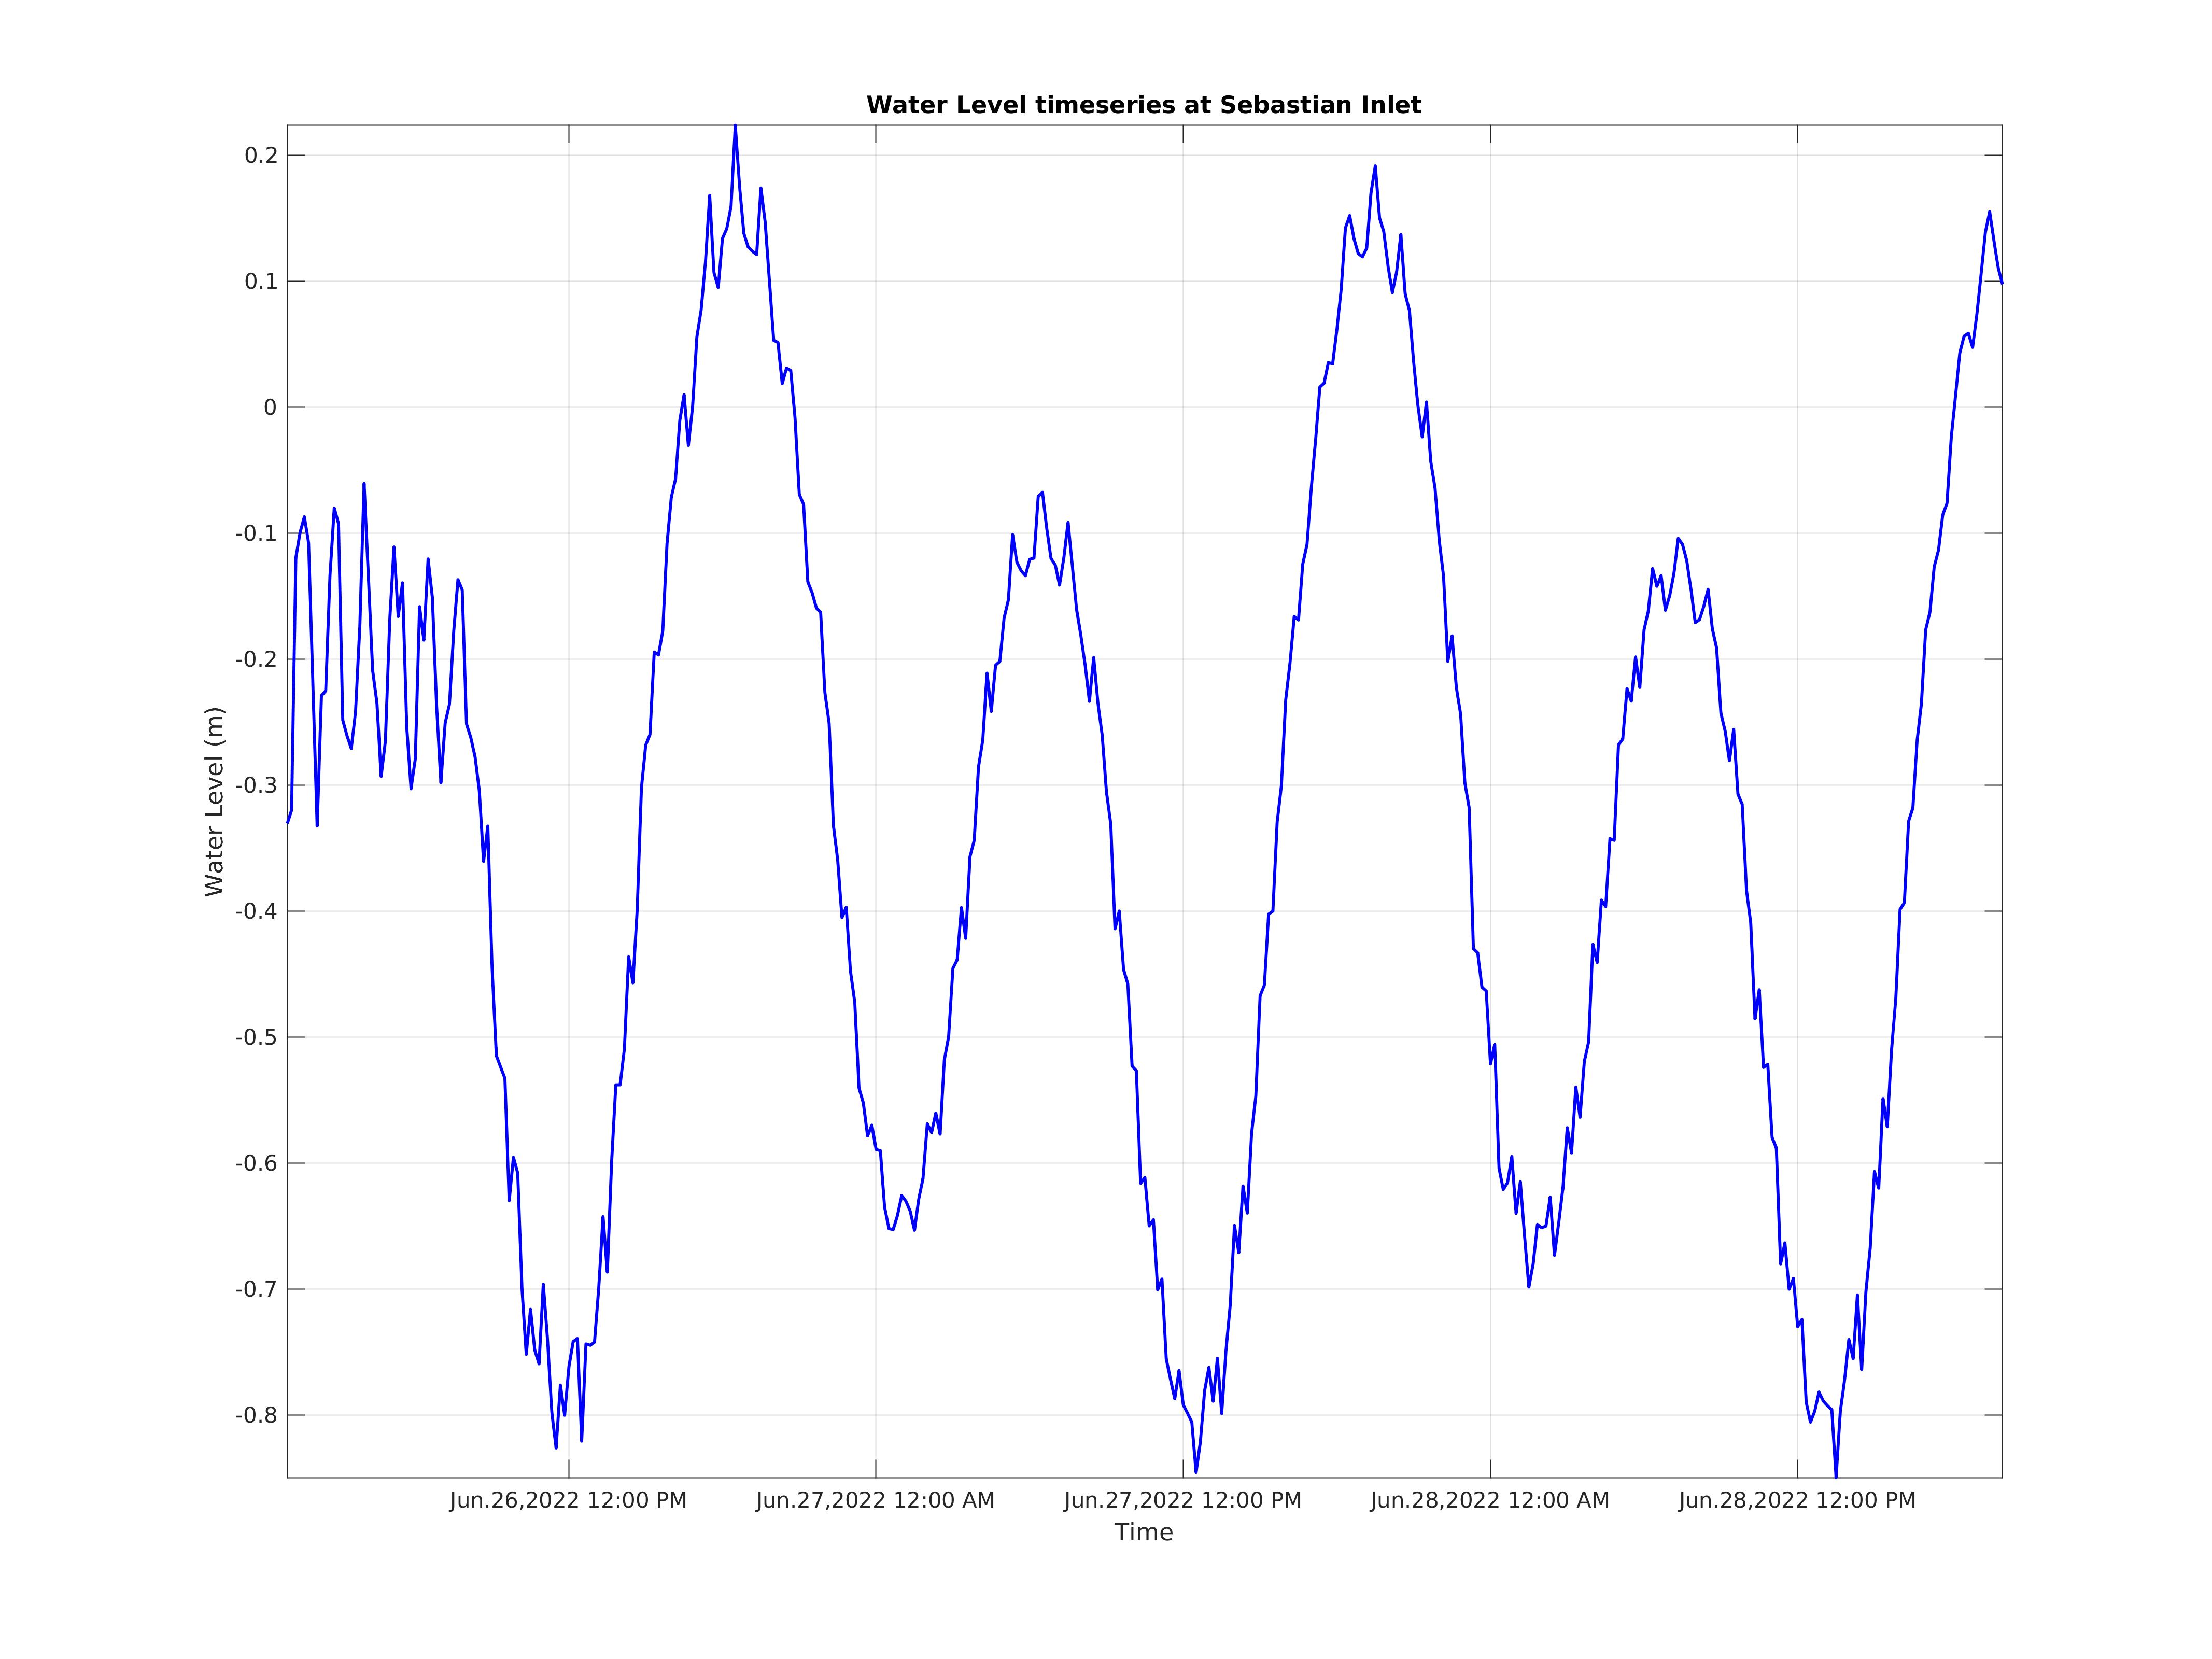 Water Level timeseries at Sebastian Inlet
0.2
0.1
0
-0.1
-0.2
-0.3
-0.4
-0.5
-0.6
-0.7
-0.8
Water Level (m)
Jun.26,2022 12:00 PM
Jun.27,2022 12:00 AM
Jun.27,2022 12:00 PM
Jun.28,2022 12:00 AM
Jun.28,2022 12:00 PM
Time